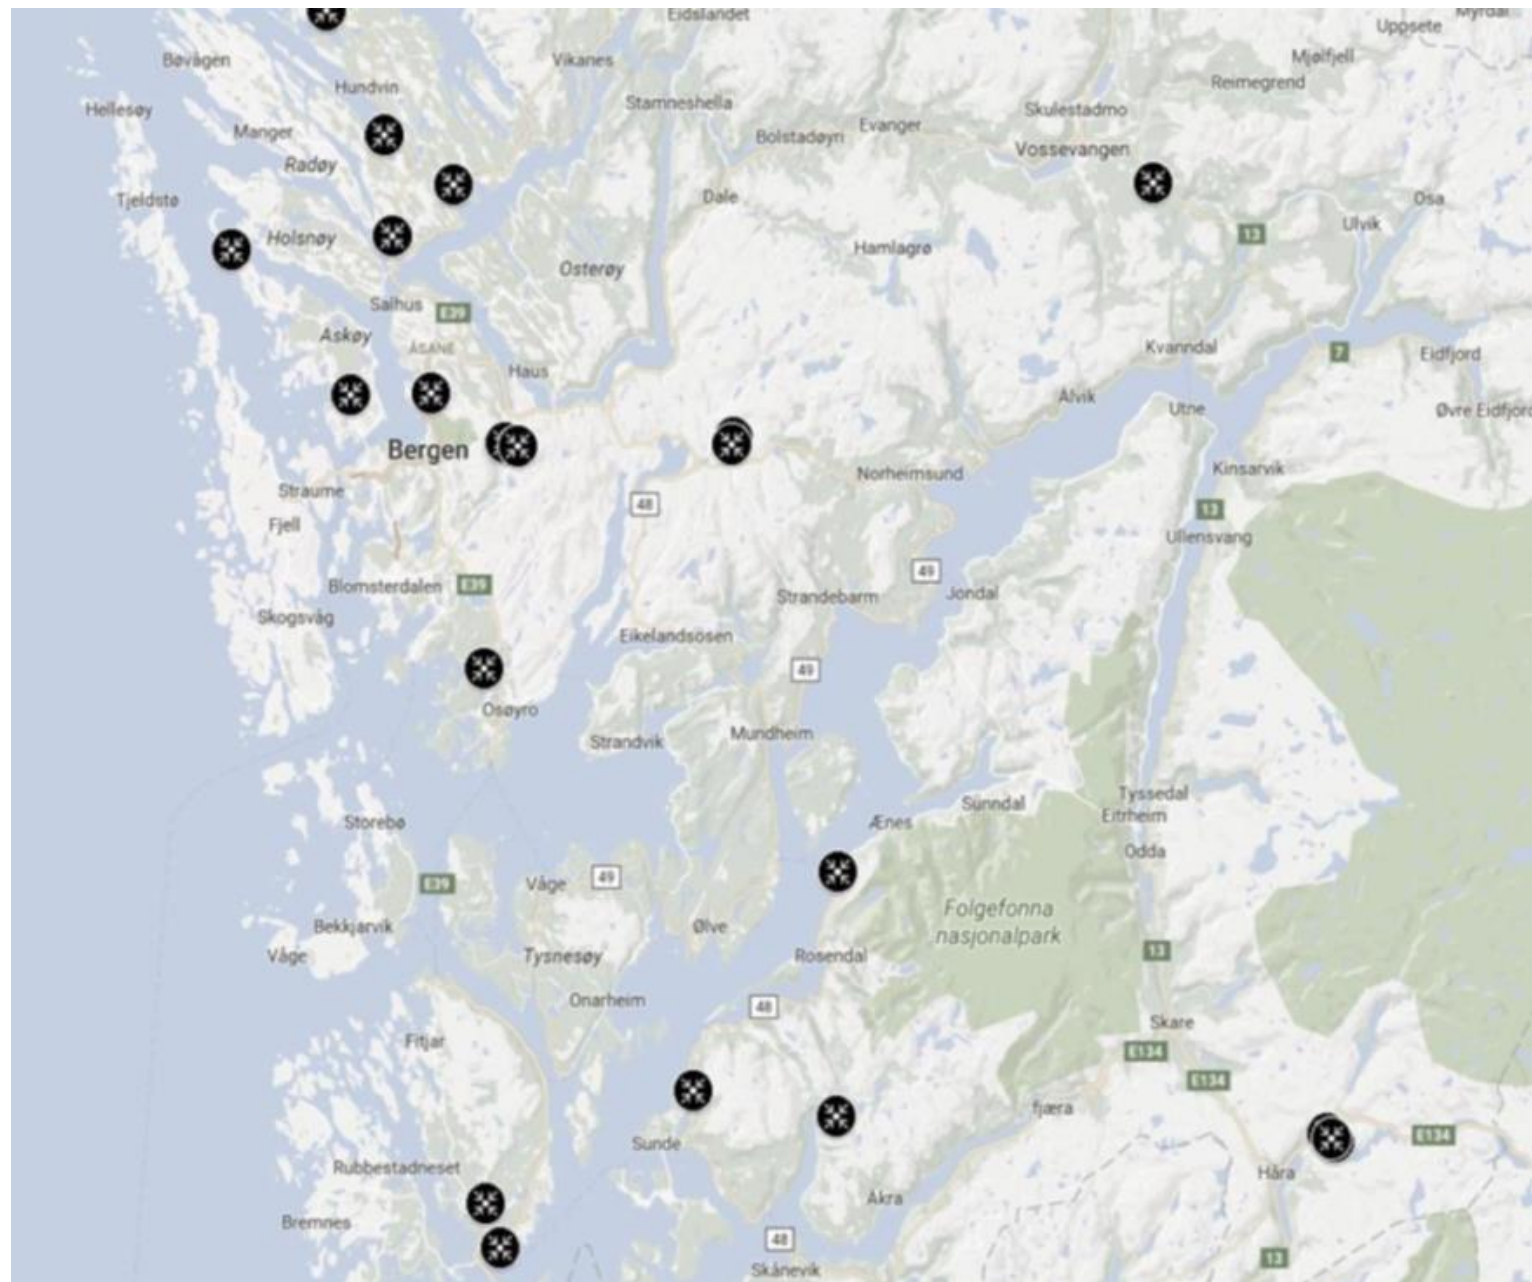 Eidslandet
Myrdal
Uppsete
Bøvågen
Vikanes
Mjølfjell
Hundvin
Reimegrend
Hellesøy
Stamneshella
Skulestadmo
Manger
Bolstadøyri
Evanger
Vossevangen
Radøy
Tjeldstø
Dale
Osa
Ulvik
13
Holsnøy
Hamlagrø
Osterøy
Salhus
E39
Askøy
ÅSANE
Kvanndal
7
Eidfjord
Haus
Ålvik
Utne
Øvre Eidfjord
Bergen
Kinsarvik
Norheimsund
Straume
48
13
Fjell
Ullensvang
49
Blomsterdalen
E39
Strandebarm
Jondal
Skogsvåg
Eikelandsösen
49
Osøyro
Strandvik
Mundheim
Tyssedal
Sunndal
Eitrheim
Storebø
Ænes
Odda
E39
Våge
49
Folgefonna
nasjonalpark
Bekkjarvik
Ølve
Våge
Tysnesøy
Rosendal
13
Onarheim
48
Skare
Fitjar
E134
E134
fjæra
Sunde
E134
Rubbestadneset
Håra
Åkra
Bremnes
48
13
Skånevik